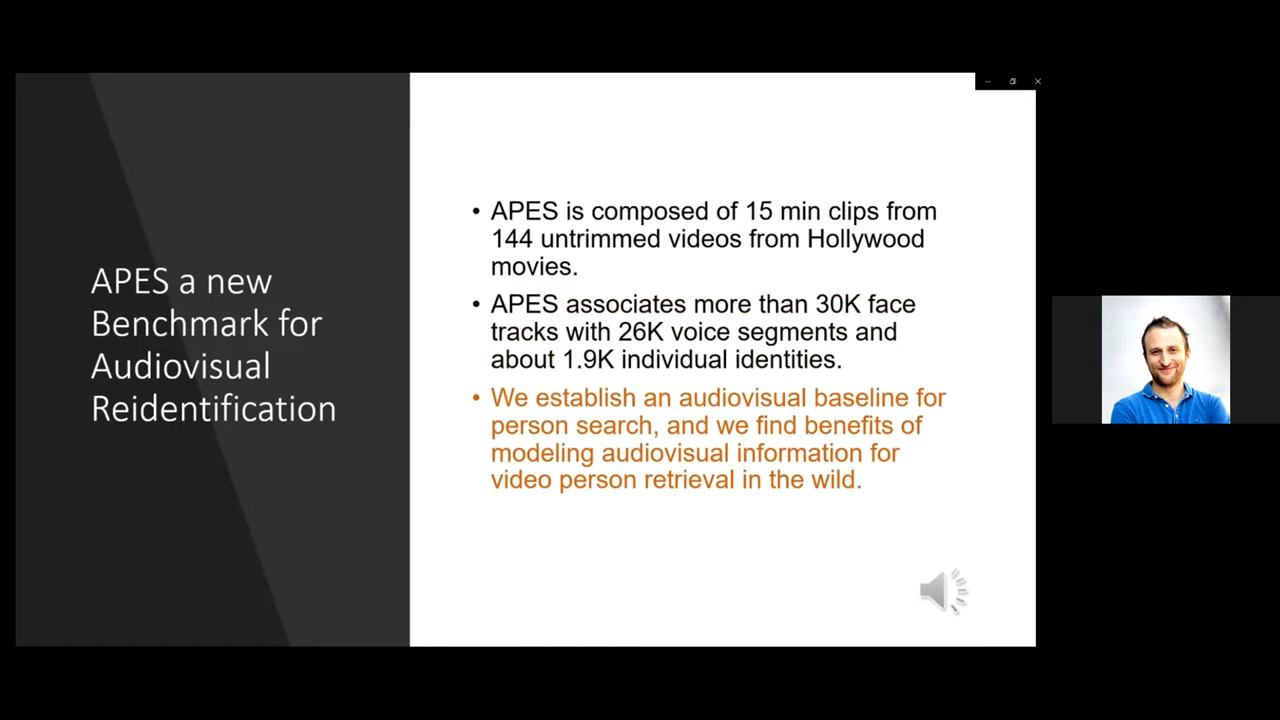 APES a new
Benchmark for
Audiovisual
Reidentification
• APES is composed of 15 min clips from
144 untrimmed videos from Hollywood
movies.
• APES associates more than 30K face
tracks with 26K voice segments and
about 1.9K individual identities.
• We establish an audiovisual baseline for
person search, and we find benefits of
modeling audiovisual information for
video person retrieval in the wild.